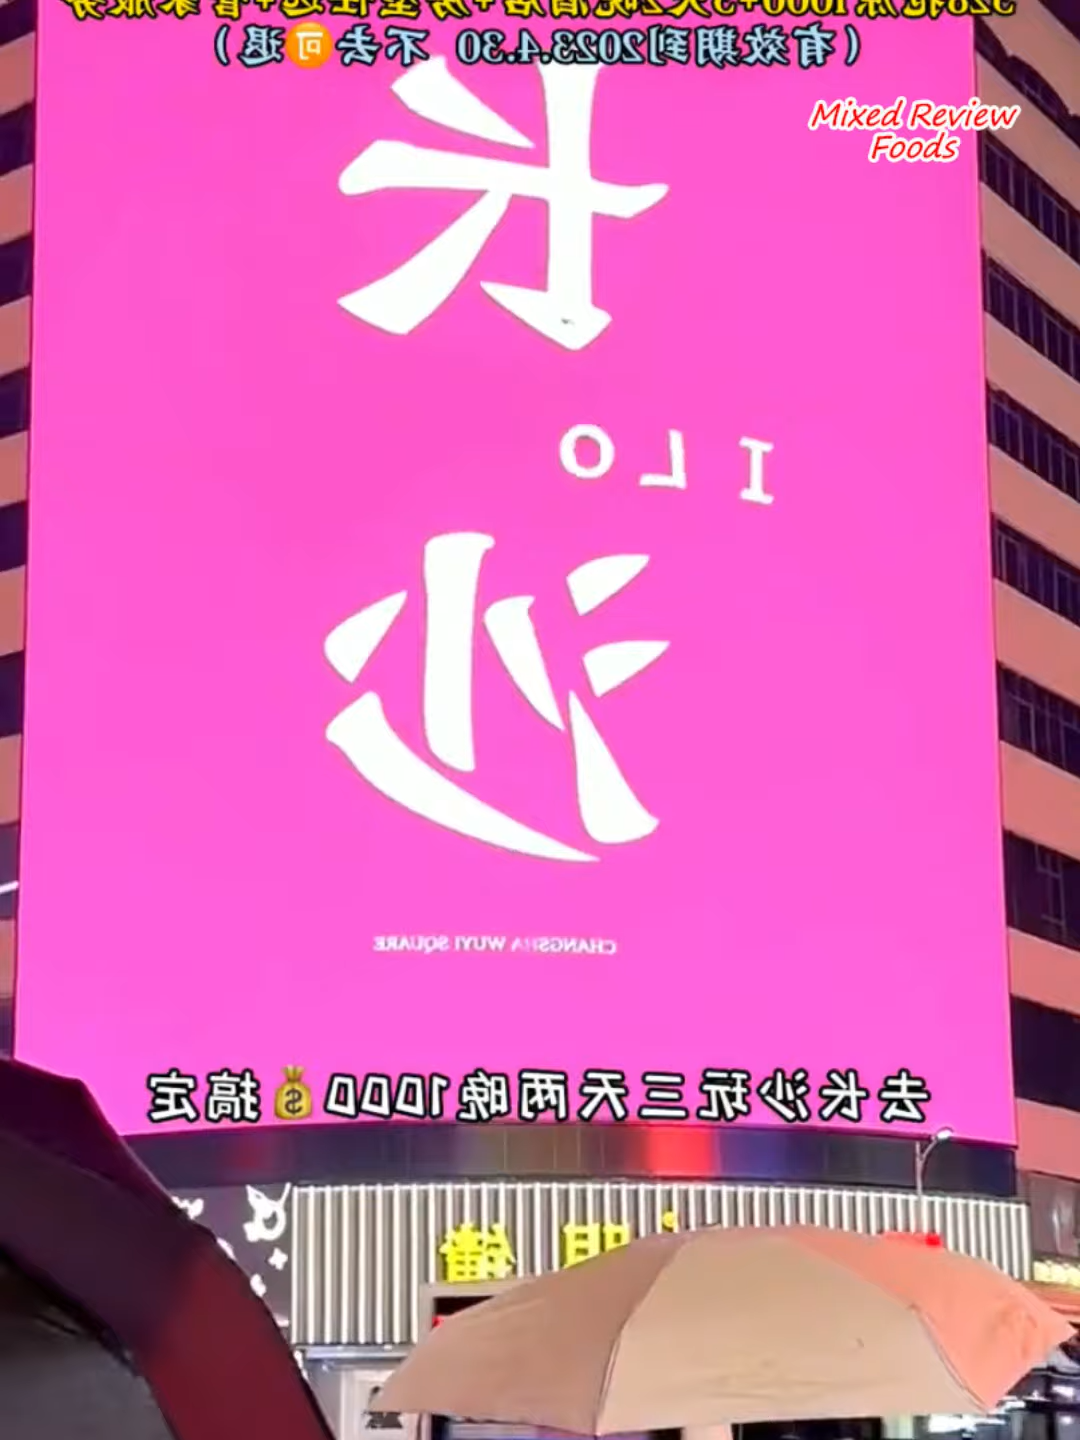 （有效期到2023.4.30 不去🉑退）
Mixed Review
Foods
长
I LO
沙
CHANGSHA WUYI SQUARE
去长沙玩三天两晚1000💰搞定